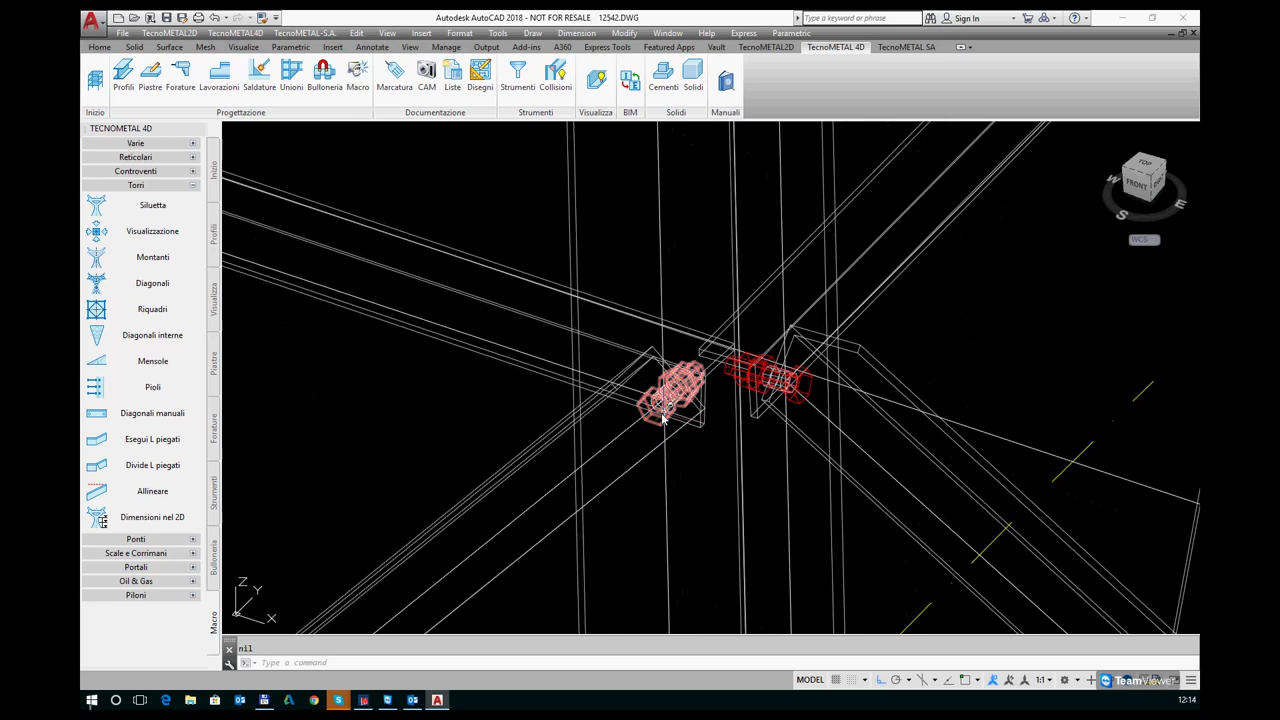 Autodesk AutoCAD 2018 - NOT FOR RESALE 12542.DWG
Type a keyword or phrase
Sign In
File TecnoMETAL2D TecnoMETAL4D TecnoMETAL-S.A. Edit View Insert Format Tools Draw Dimension Modify Window Help Express Parametric
Home Solid Surface Mesh Visualize Parametric Insert Annotate View Manage Output Add-ins A360 Express Tools Featured Apps Vault TecnoMETAL2D TecnoMETAL 4D TecnoMETAL SA
Profili Piastre Forature Lavorazioni Saldature Unioni Bulloneria Macro Marcatura CAM Liste Disegni Strumenti Collisioni Cementi Solidi
Inizio Progettazione Documentazione Strumenti Visualizza BIM Solidi Manuali
TECNOMETAL 4D
Varie
Reticolari
Controventi
Torri
Siluetta
Visualizzazione
Montanti
Diagonali
Riquadri
Diagonali interne
Mensole
Pioli
Diagonali manuali
Esegui L piegati
Divide L piegati
Allineare
Dimensioni nel 2D
Ponti
Scale e Corrimani
Portali
Oil & Gas
Piloni
Inizio
Profili
Visualizza
Piastre
Forature
Strumenti
Bulloneria
Macro
TOP
FRONT
W
S
E
WCS
Z
Y
X
nil
Type a command
MODEL
1:1
TeamViewer
12:14